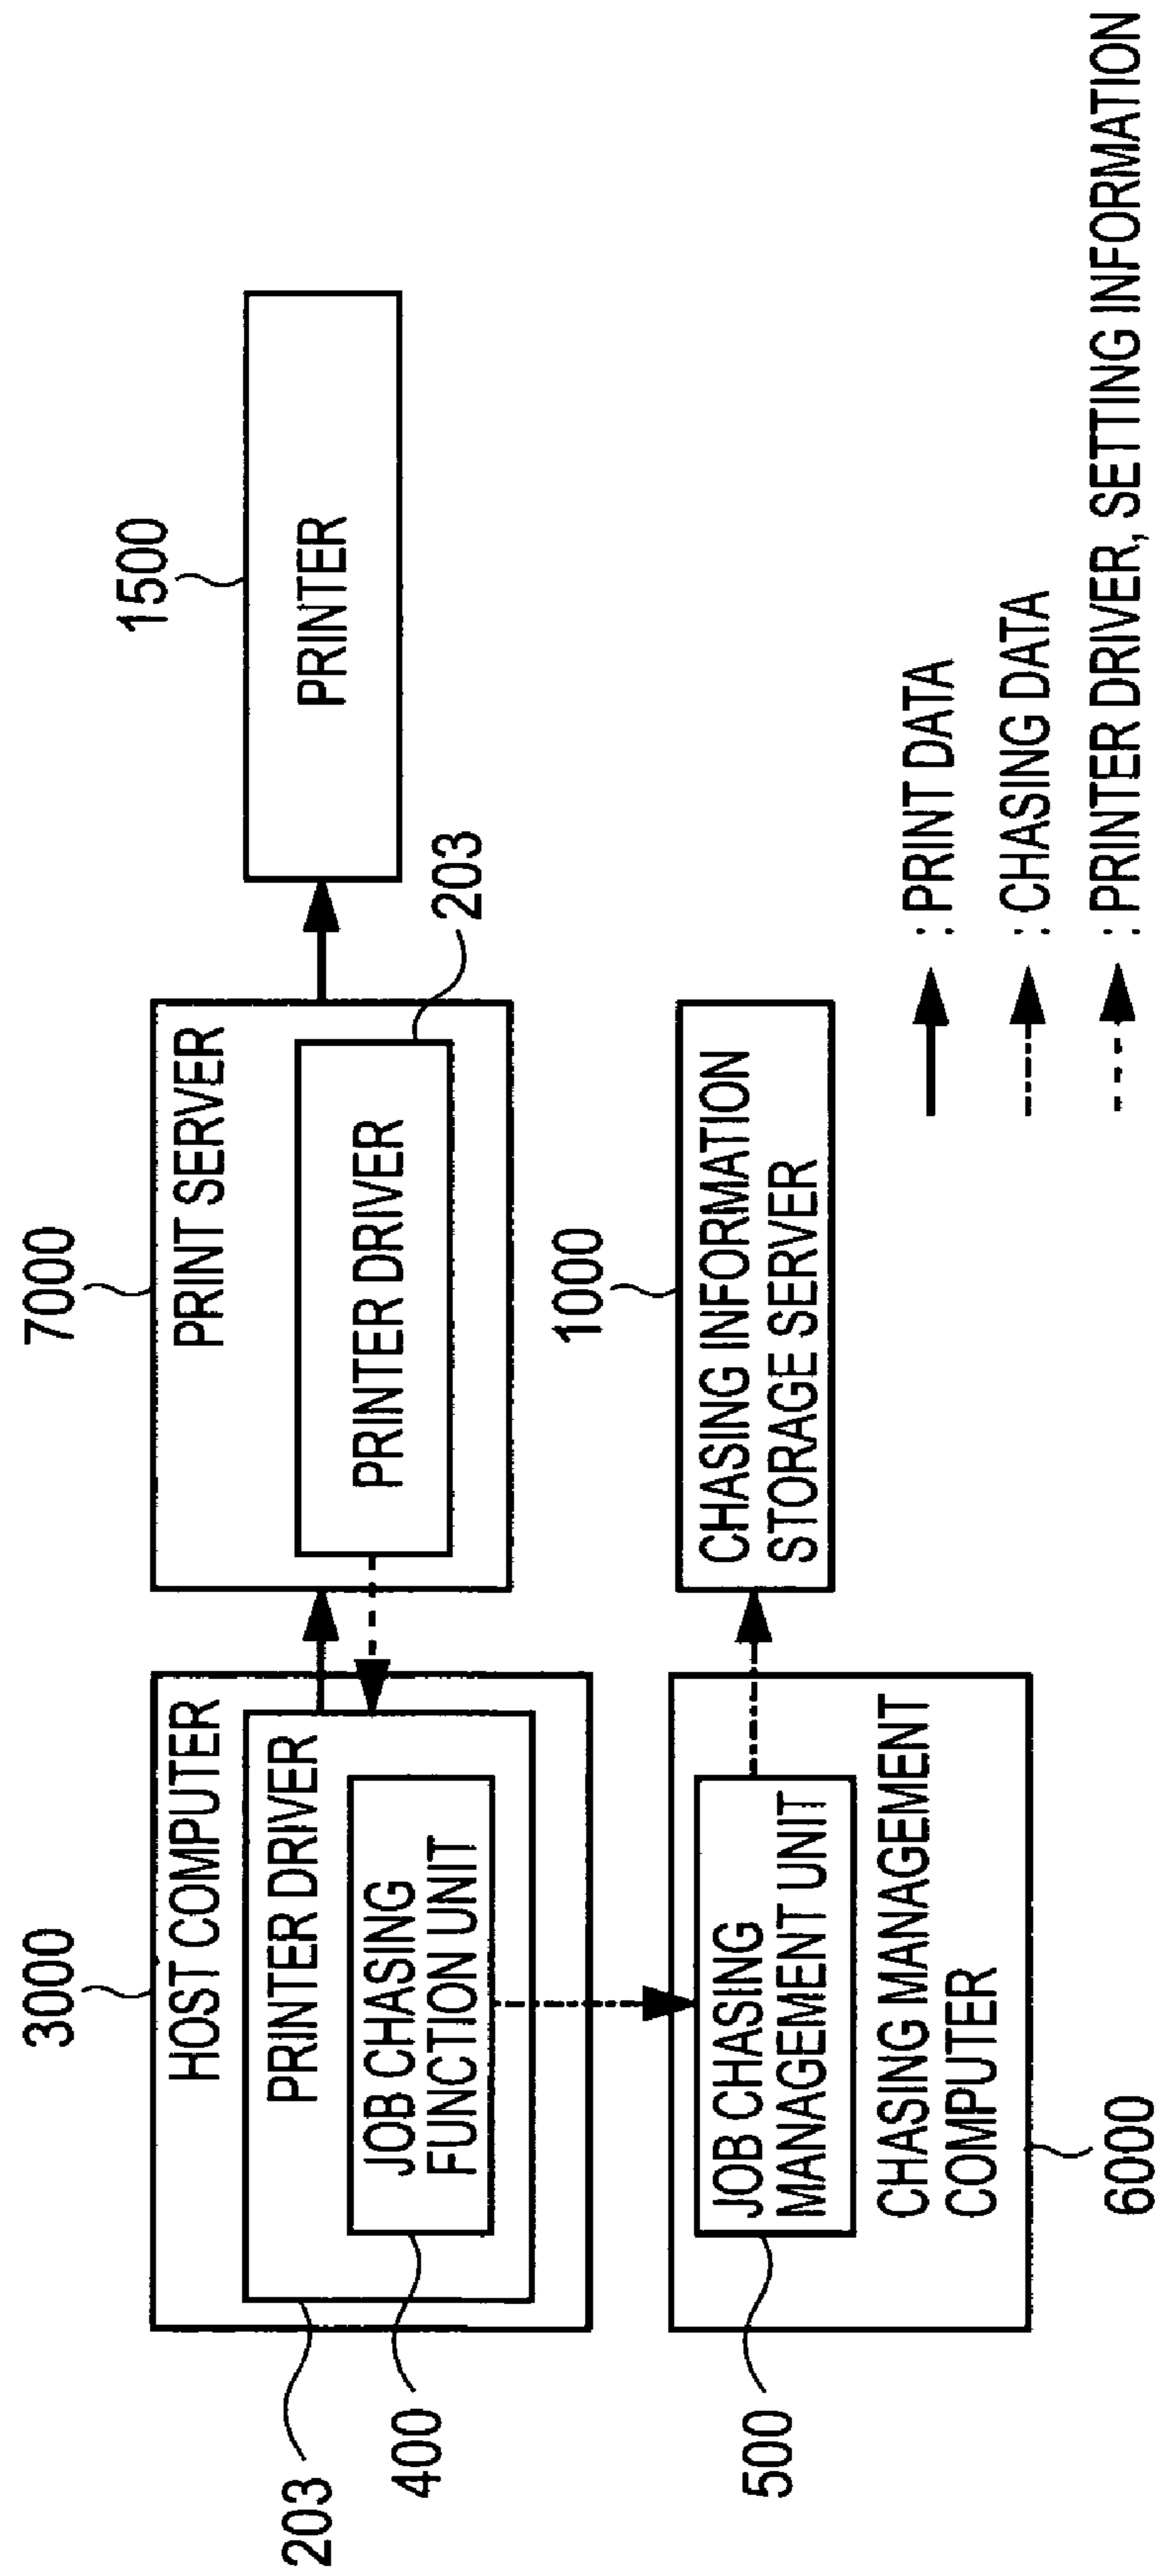 3000
HOST COMPUTER
PRINTER DRIVER
JOB CHASING
FUNCTION UNIT
203
400
7000
PRINT SERVER
PRINTER DRIVER
203
1500
PRINTER
JOB CHASING
MANAGEMENT UNIT
CHASING MANAGEMENT
COMPUTER
500
6000
1000
CHASING INFORMATION
STORAGE SERVER
: PRINT DATA
: CHASING DATA
: PRINTER DRIVER, SETTING INFORMATION